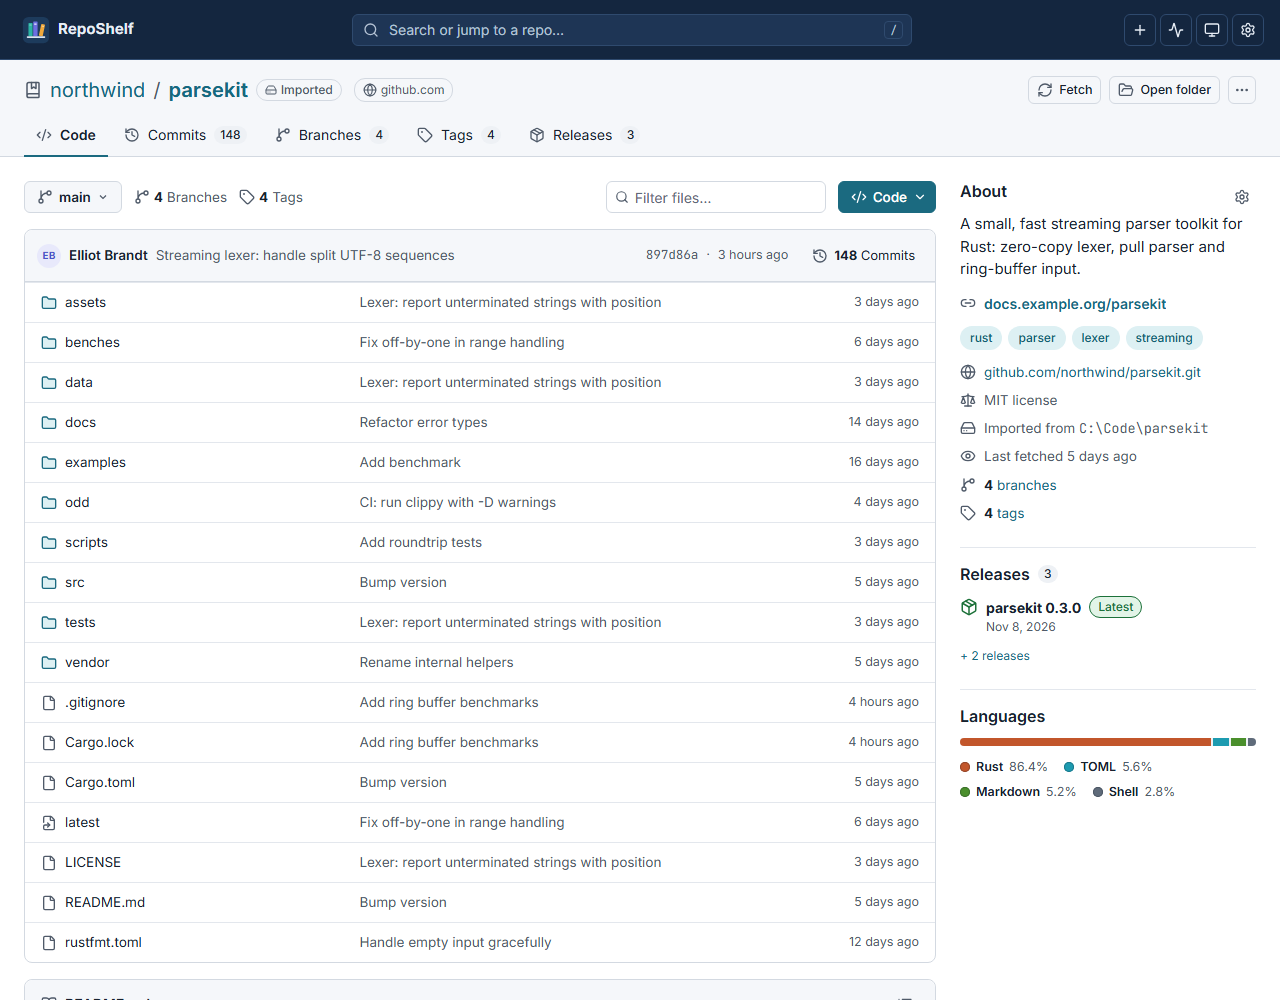 RepoShelf
Search or jump to a repo...
/
northwind / parsekit
Imported
github.com
Fetch
Open folder
Code
Commits 148
Branches 4
Tags 4
Releases 3
main
4 Branches
4 Tags
Filter files...
Code
EB Elliot Brandt Streaming lexer: handle split UTF-8 sequences 897d86a · 3 hours ago 148 Commits
assets Lexer: report unterminated strings with position 3 days ago
benches Fix off-by-one in range handling 6 days ago
data Lexer: report unterminated strings with position 3 days ago
docs Refactor error types 14 days ago
examples Add benchmark 16 days ago
odd CI: run clippy with -D warnings 4 days ago
scripts Add roundtrip tests 3 days ago
src Bump version 5 days ago
tests Lexer: report unterminated strings with position 3 days ago
vendor Rename internal helpers 5 days ago
.gitignore Add ring buffer benchmarks 4 hours ago
Cargo.lock Add ring buffer benchmarks 4 hours ago
Cargo.toml Bump version 5 days ago
latest Fix off-by-one in range handling 6 days ago
LICENSE Lexer: report unterminated strings with position 3 days ago
README.md Bump version 5 days ago
rustfmt.toml Handle empty input gracefully 12 days ago
About
A small, fast streaming parser toolkit for
Rust: zero-copy lexer, pull parser and
ring-buffer input.
docs.example.org/parsekit
rust parser lexer streaming
github.com/northwind/parsekit.git
MIT license
Imported from C:\Code\parsekit
Last fetched 5 days ago
4 branches
4 tags
Releases 3
parsekit 0.3.0 Latest
Nov 8, 2026
+ 2 releases
Languages
Rust 86.4% TOML 5.6%
Markdown 5.2% Shell 2.8%